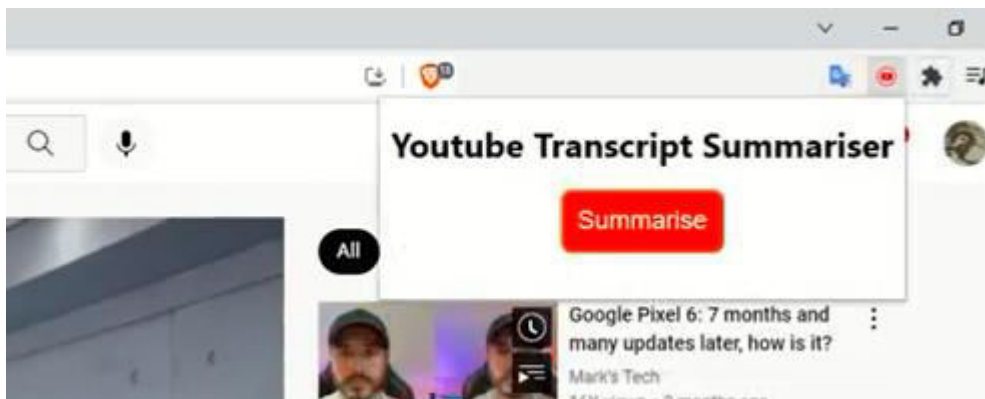 Youtube Transcript Summariser
Summarise
All
Google Pixel 6: 7 months and
many updates later, how is it?
Mark's Tech